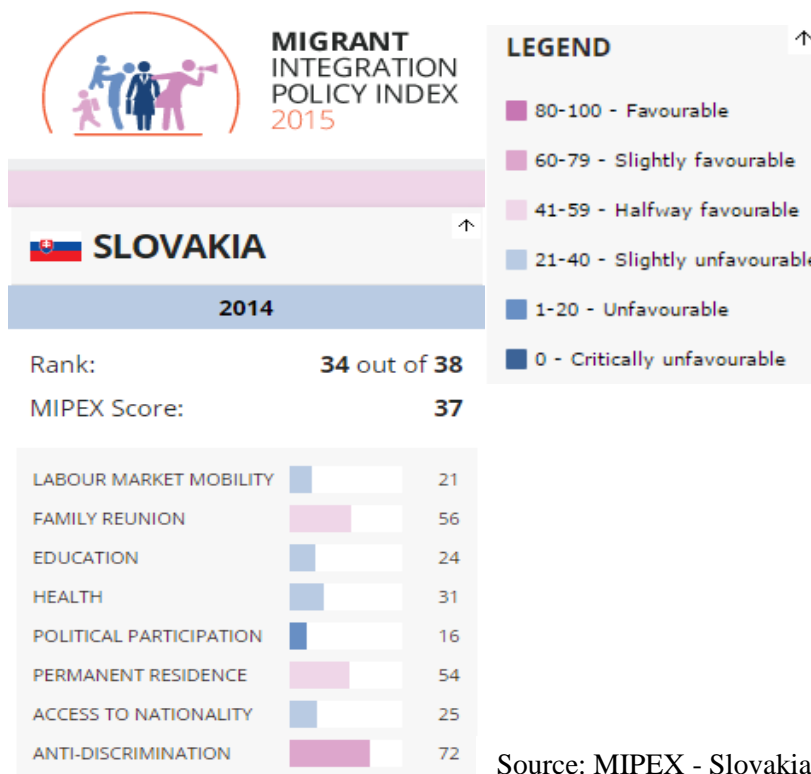 MIGRANT
INTEGRATION
POLICY INDEX
2015
SLOVAKIA
2014
Rank: 34 out of 38
MIPEX Score: 37
LABOUR MARKET MOBILITY 21
FAMILY REUNION 56
EDUCATION 24
HEALTH 31
POLITICAL PARTICIPATION 16
PERMANENT RESIDENCE 54
ACCESS TO NATIONALITY 25
ANTI-DISCRIMINATION 72
LEGEND
80-100 - Favourable
60-79 - Slightly favourable
41-59 - Halfway favourable
21-40 - Slightly unfavourable
1-20 - Unfavourable
0 - Critically unfavourable
Source: MIPEX - Slovakia